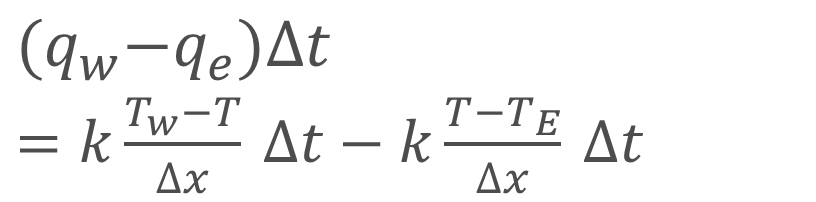 (q_w−q_e)Δt
= k (T_w−T)/Δx Δt − k (T−T_E)/Δx Δt